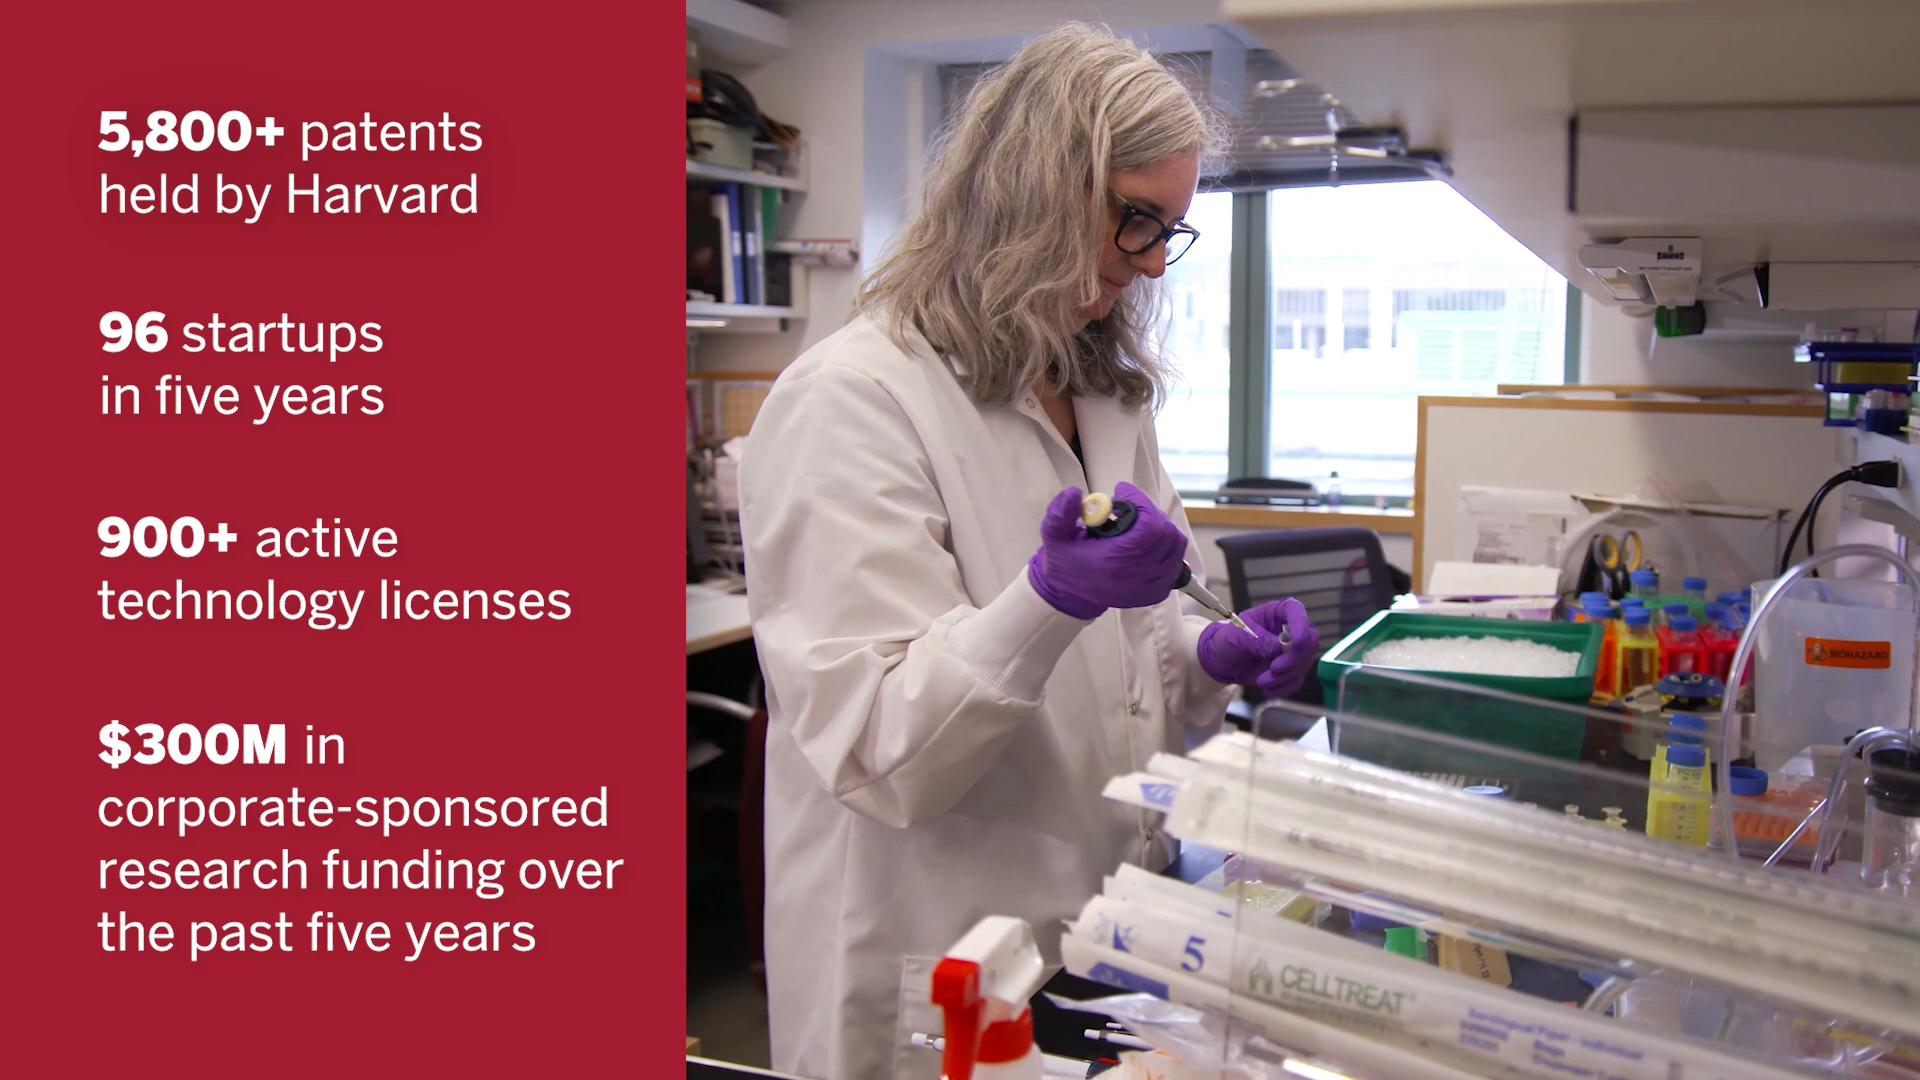 5,800+ patents
held by Harvard
96 startups
in five years
900+ active
technology licenses
$300M in
corporate-sponsored
research funding over
the past five years
BIOHAZARD
5
CELLTREAT